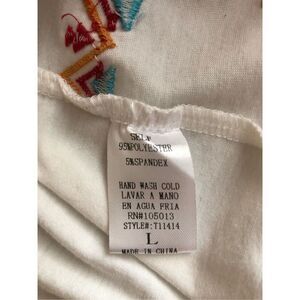 SELF
95%POLYESTER
5%SPANDEX
HAND WASH COLD
LAVAR A MANO
EN AGUA FRIA
RN#105013
STYLE#:T11414
L
MADE IN CHINA